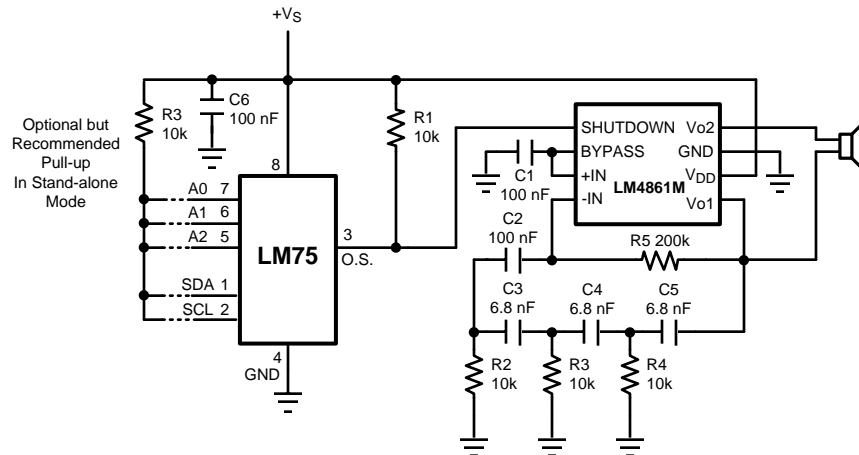 +VS
Optional but
Recommended
Pull-up
In Stand-alone
Mode
R3
10k
C6
100 nF
R1
10k
8
A0 7
A1 6
A2 5
SDA 1
SCL 2
LM75
3
O.S.
4
GND
SHUTDOWN
BYPASS
+IN
-IN
Vo2
GND
VDD
Vo1
LM4861M
C1
100 nF
C2
100 nF
R5 200k
C3
6.8 nF
C4
6.8 nF
C5
6.8 nF
R2
10k
R3
10k
R4
10k